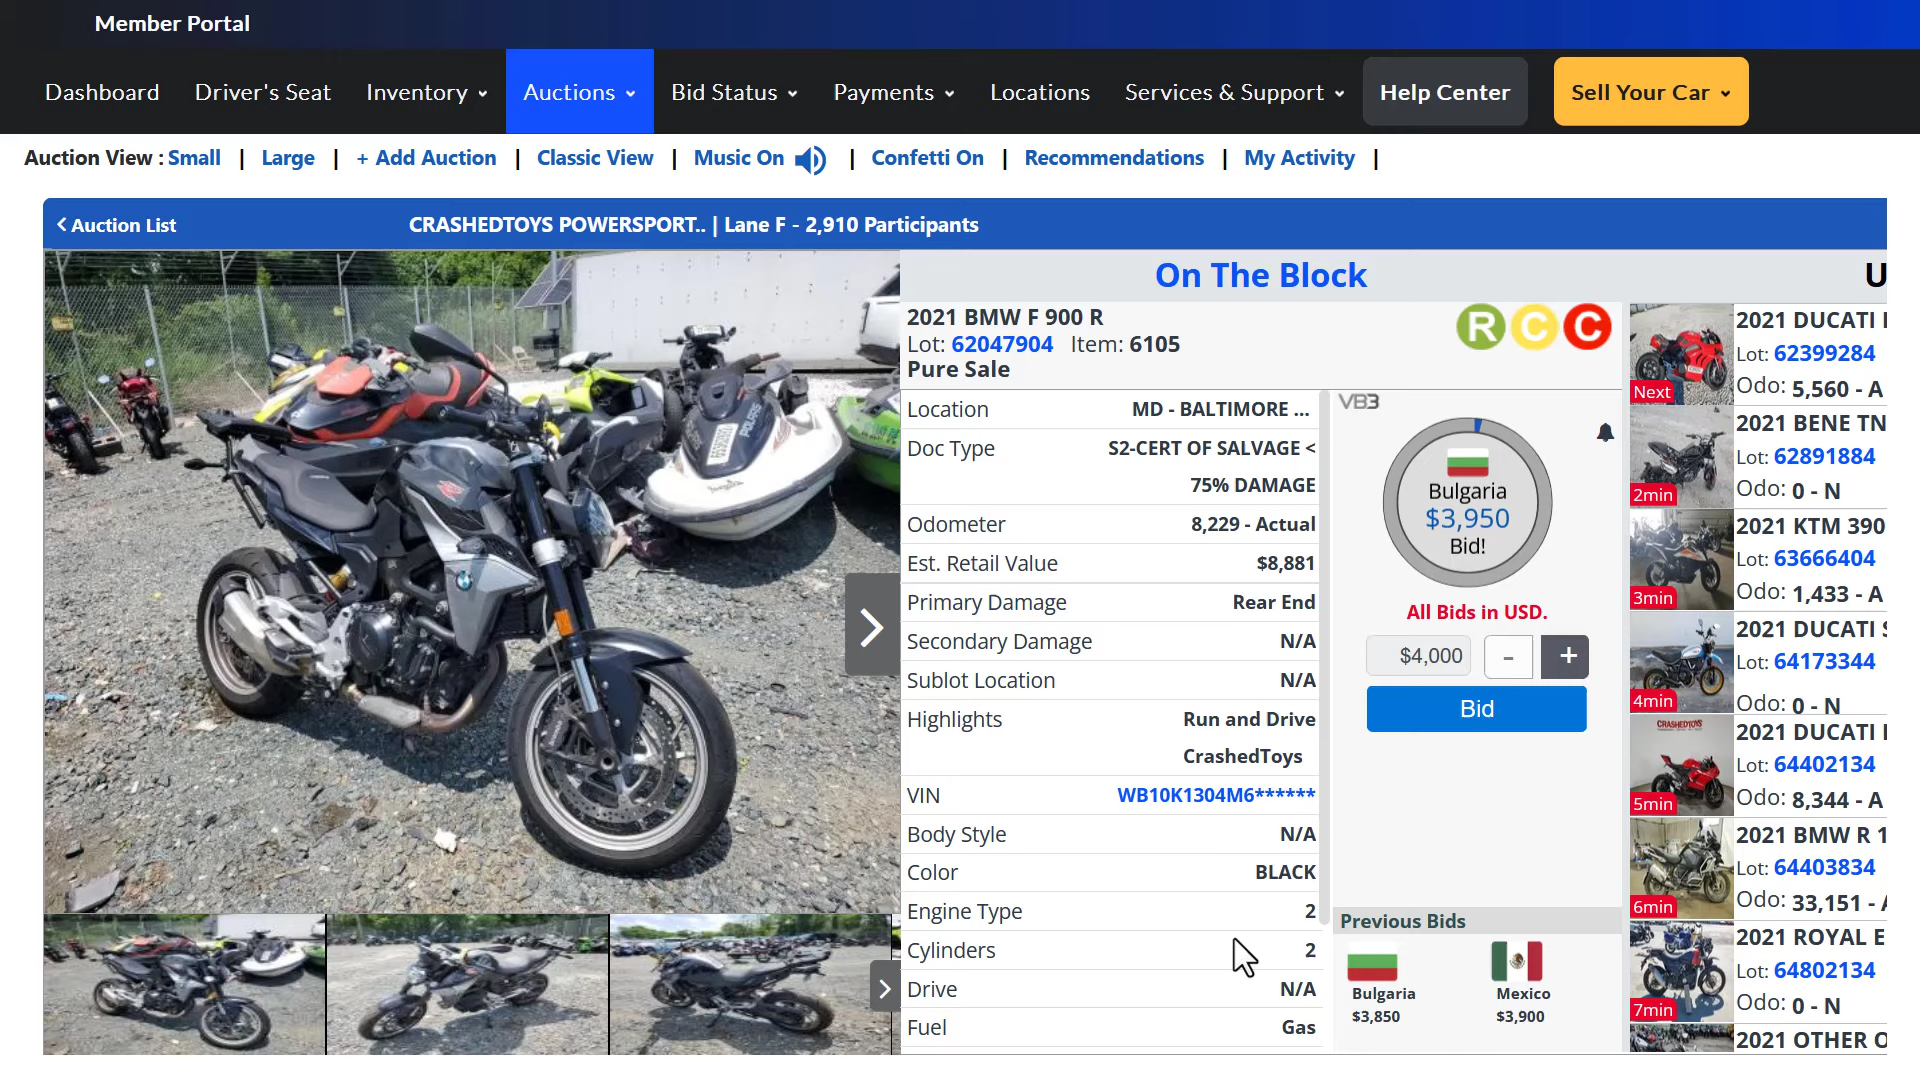 Member Portal
Dashboard Driver's Seat Inventory Auctions Bid Status Payments Locations Services & Support Help Center Sell Your Car
Auction View : Small | Large | + Add Auction | Classic View | Music On | Confetti On | Recommendations | My Activity |
Auction List
CRASHEDTOYS POWERSPORT.. | Lane F - 2,910 Participants
On The Block
U
2021 BMW F 900 R
Lot: 62047904 Item: 6105
Pure Sale
R C C
Location MD - BALTIMORE ...
Doc Type S2-CERT OF SALVAGE <
75% DAMAGE
Odometer 8,229 - Actual
Est. Retail Value $8,881
Primary Damage Rear End
Secondary Damage N/A
Sublot Location N/A
Highlights Run and Drive
CrashedToys
VIN WB10K1304M6******
Body Style N/A
Color BLACK
Engine Type 2
Cylinders 2
Drive N/A
Fuel Gas
VB3
Bulgaria
$3,950
Bid!
All Bids in USD.
$4,000 - +
Bid
Previous Bids
Bulgaria
$3,850
Mexico
$3,900
2021 DUCATI
Lot: 62399284
Odo: 5,560 - A
Next
2021 BENE TN
Lot: 62891884
Odo: 0 - N
2min
2021 KTM 390
Lot: 63666404
Odo: 1,433 - A
3min
2021 DUCATI S
Lot: 64173344
Odo: 0 - N
4min
2021 DUCATI
Lot: 64402134
Odo: 8,344 - A
CRASHEDTOYS
5min
2021 BMW R 1
Lot: 64403834
Odo: 33,151 - A
6min
2021 ROYAL E
Lot: 64802134
Odo: 0 - N
7min
2021 OTHER O
POLARIS